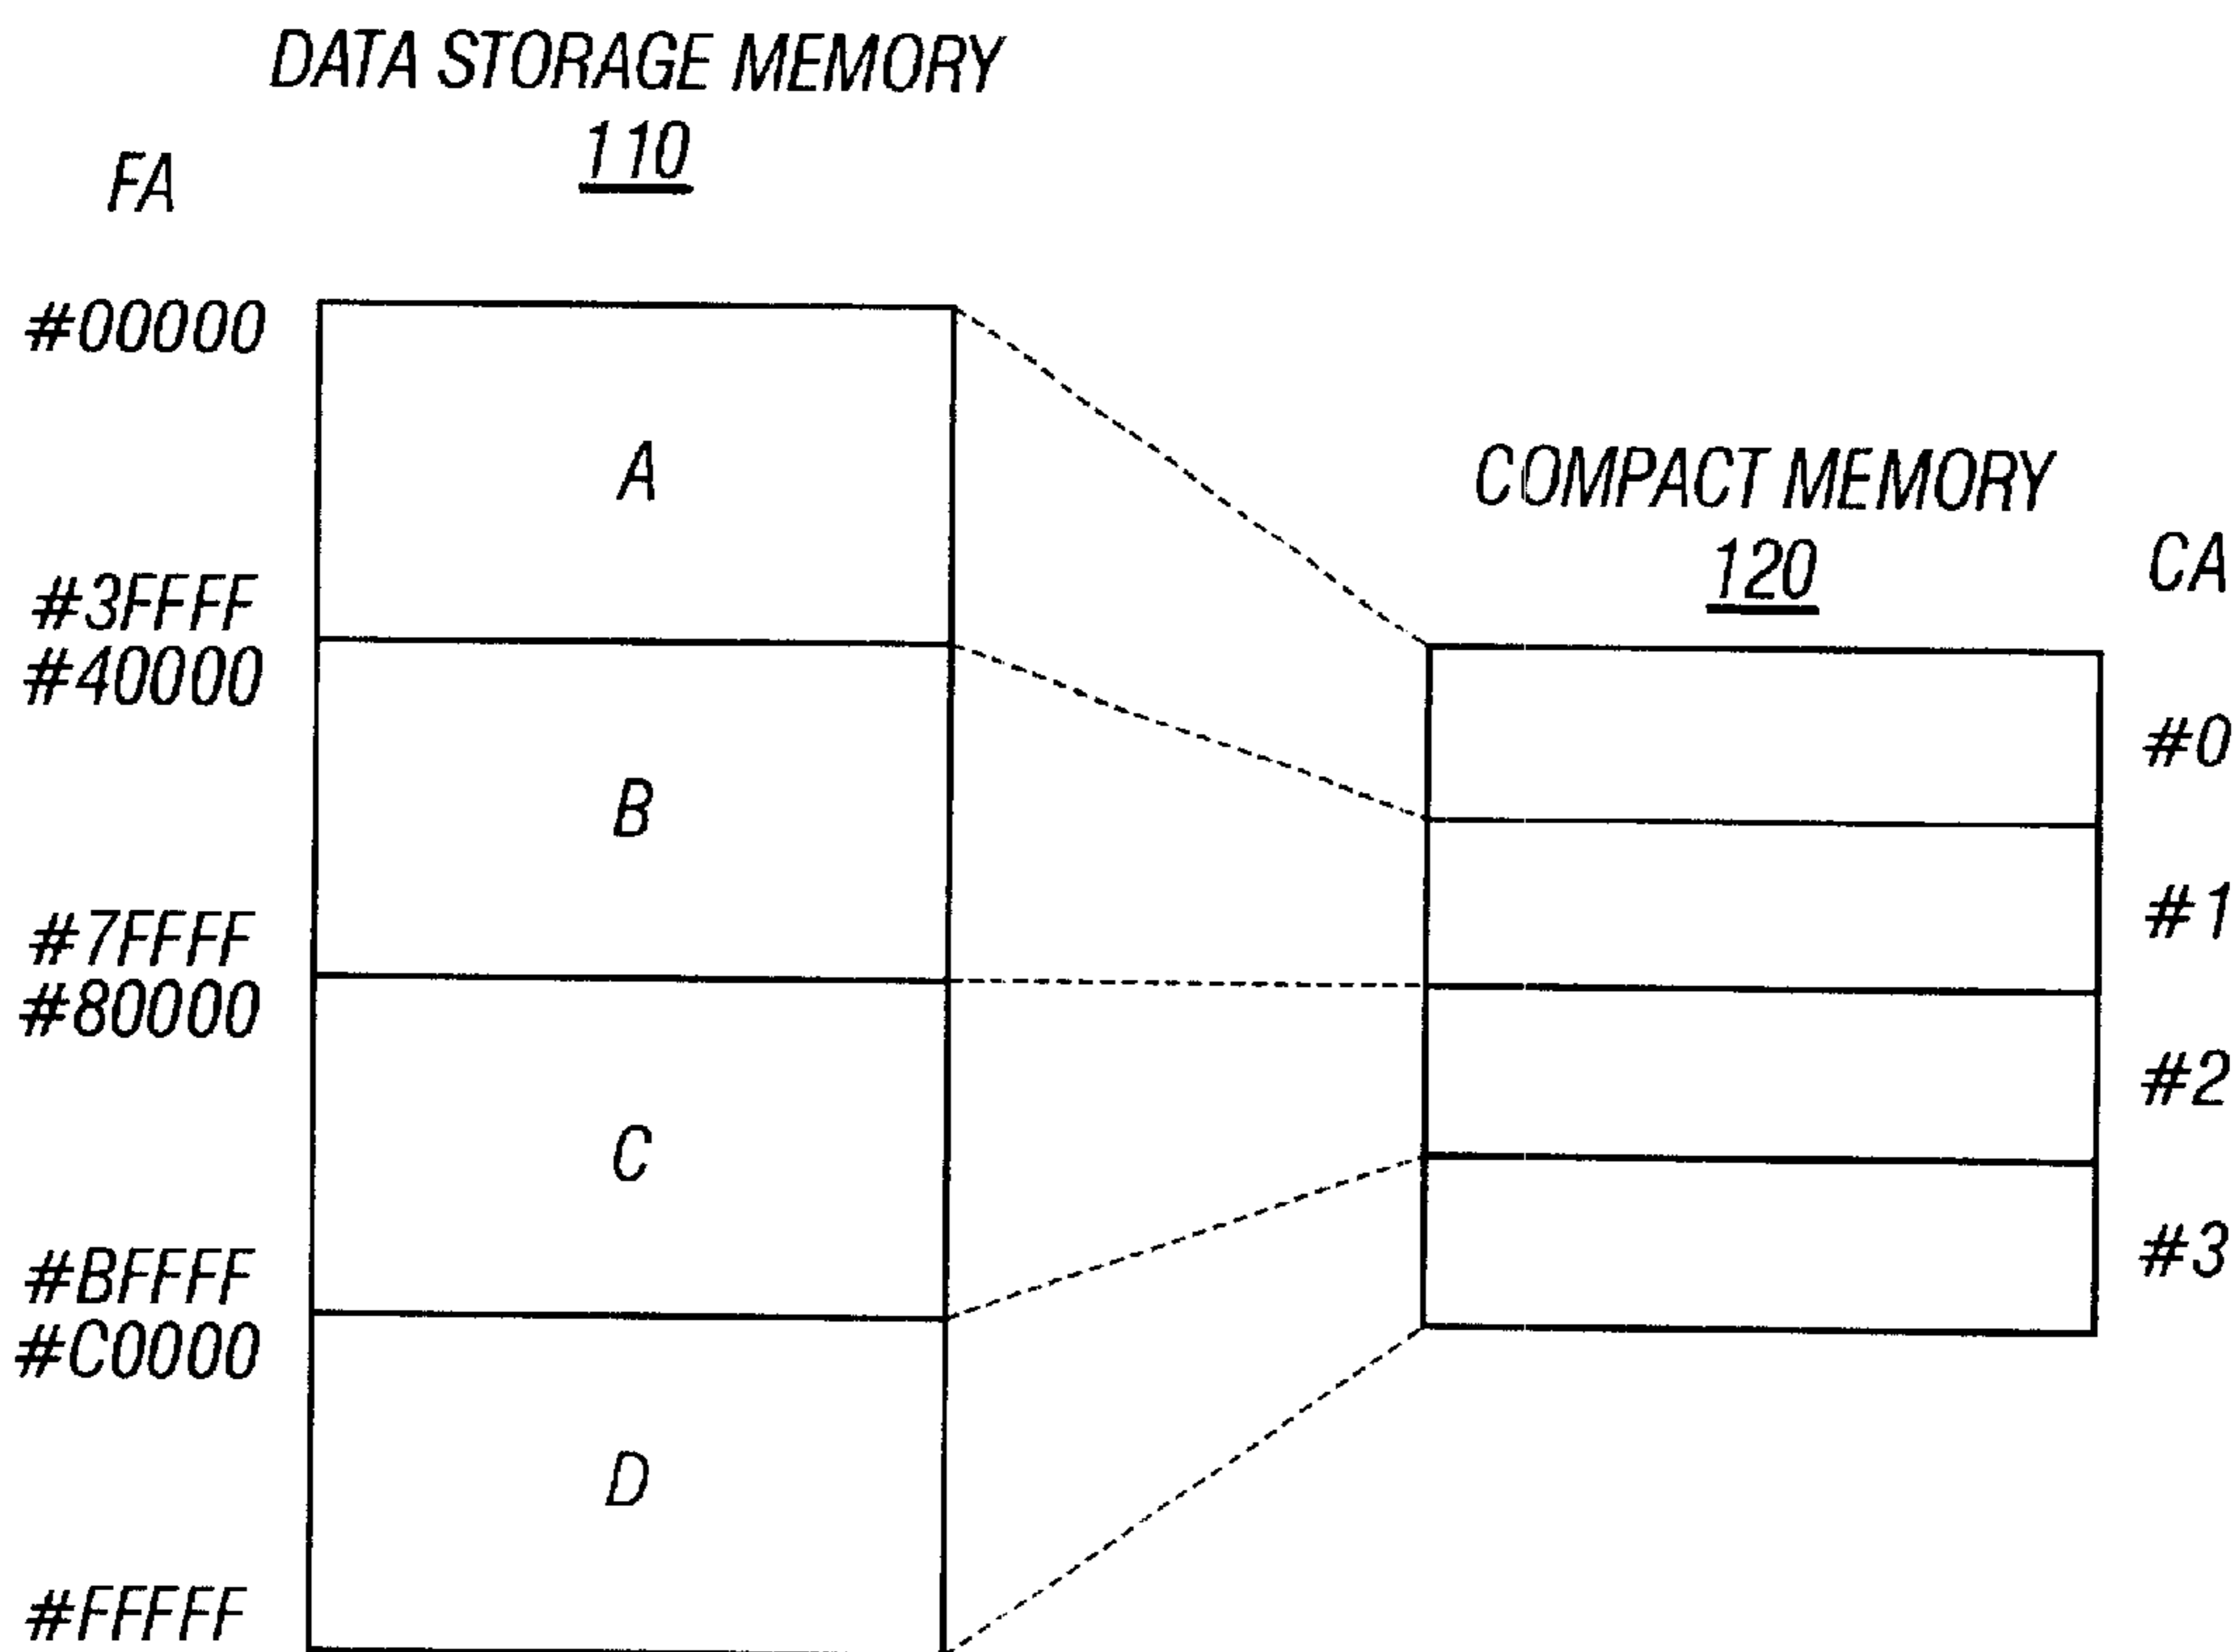 DATA STORAGE MEMORY
110
FA
#00000
A
#3FFFF
#40000
B
#7FFFF
#80000
C
#BFFFF
#C0000
D
#FFFFF
COMPACT MEMORY
120
CA
#0
#1
#2
#3